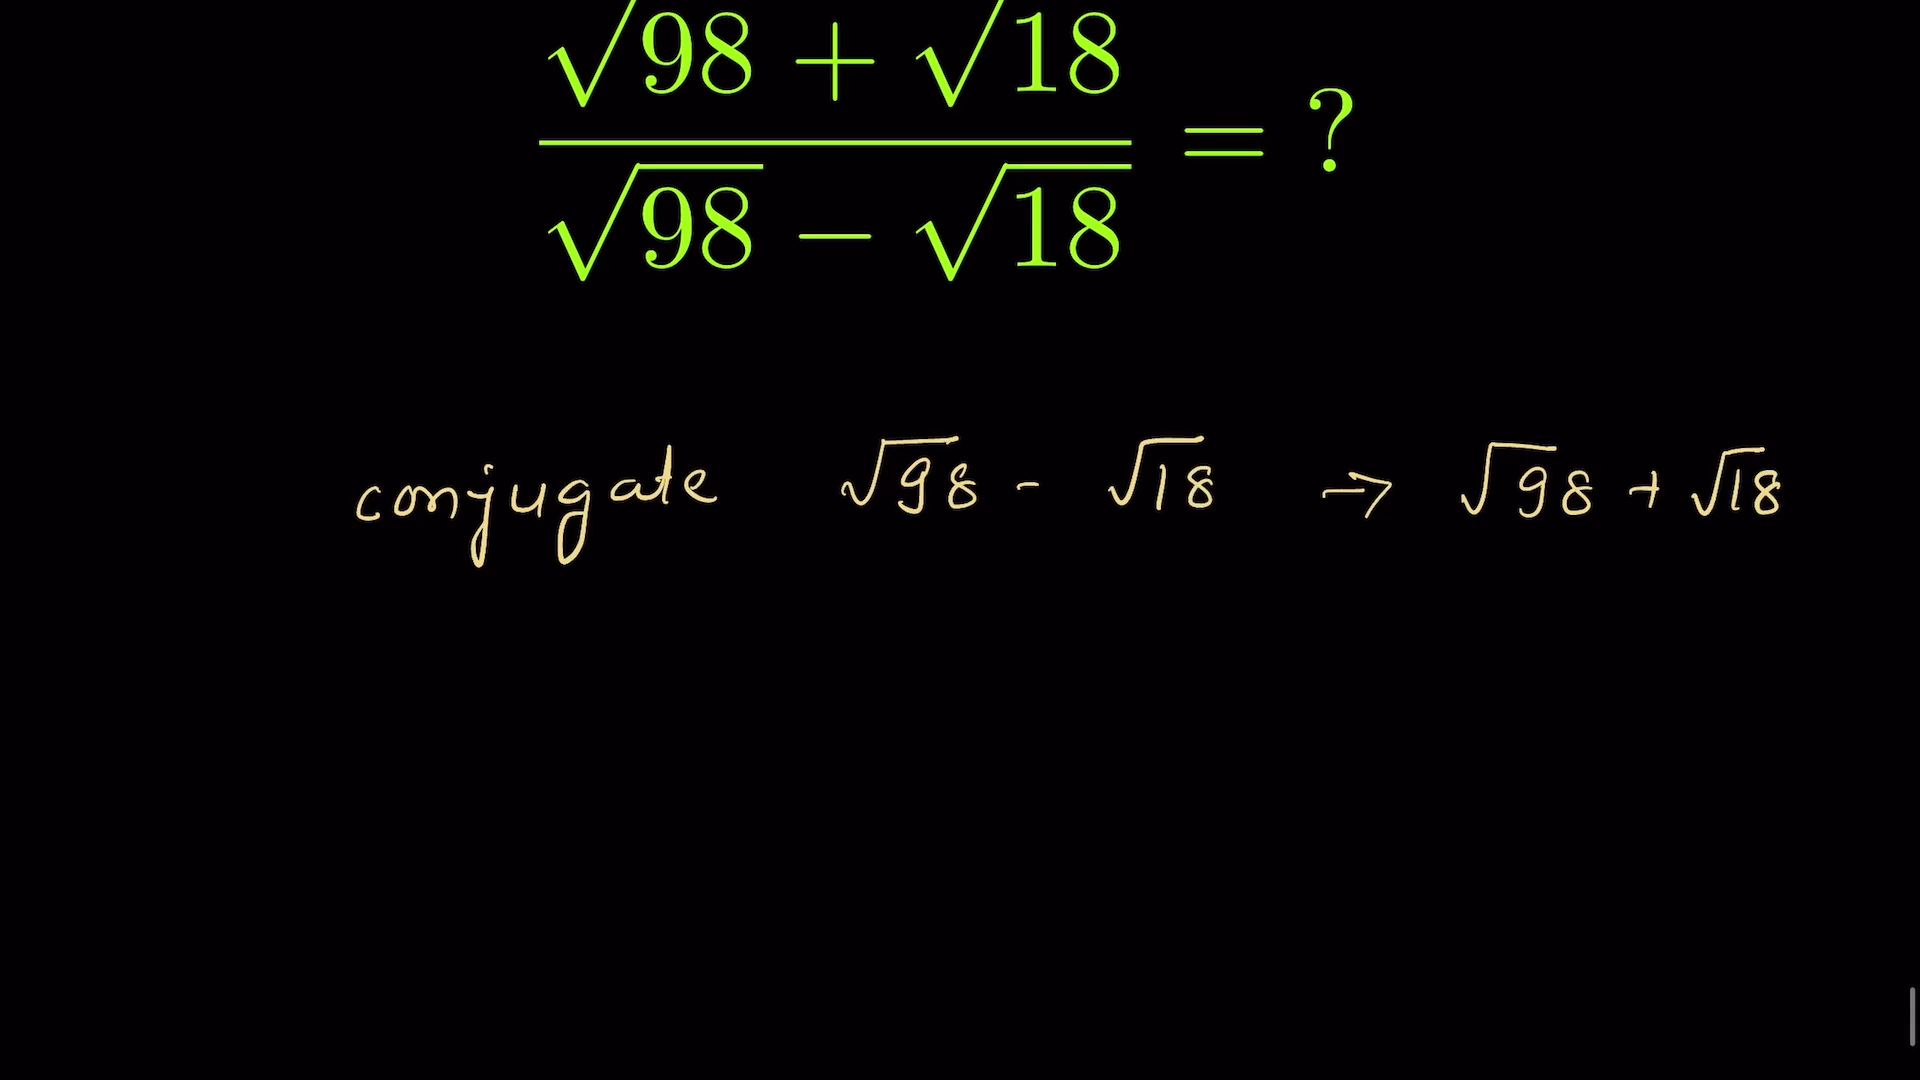 √98 + √18
√98 − √18 = ?
conjugate √98 - √18 → √98 + √18